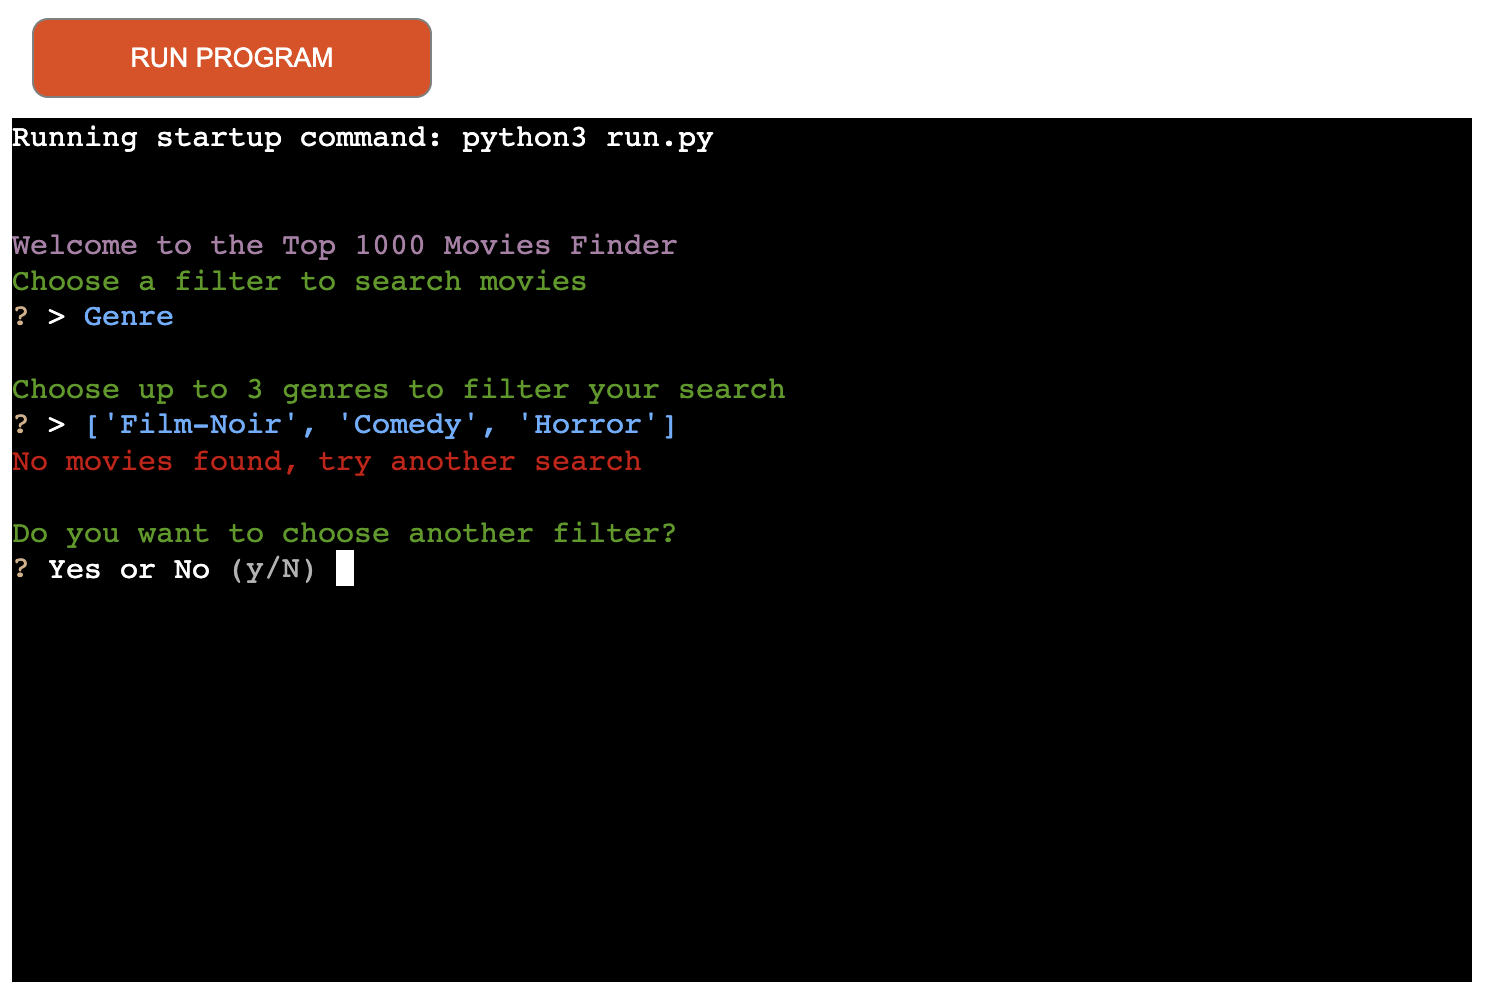 RUN PROGRAM
Running startup command: python3 run.py
Welcome to the Top 1000 Movies Finder
Choose a filter to search movies
? > Genre
Choose up to 3 genres to filter your search
? > ['Film-Noir', 'Comedy', 'Horror']
No movies found, try another search
Do you want to choose another filter?
? Yes or No (y/N)